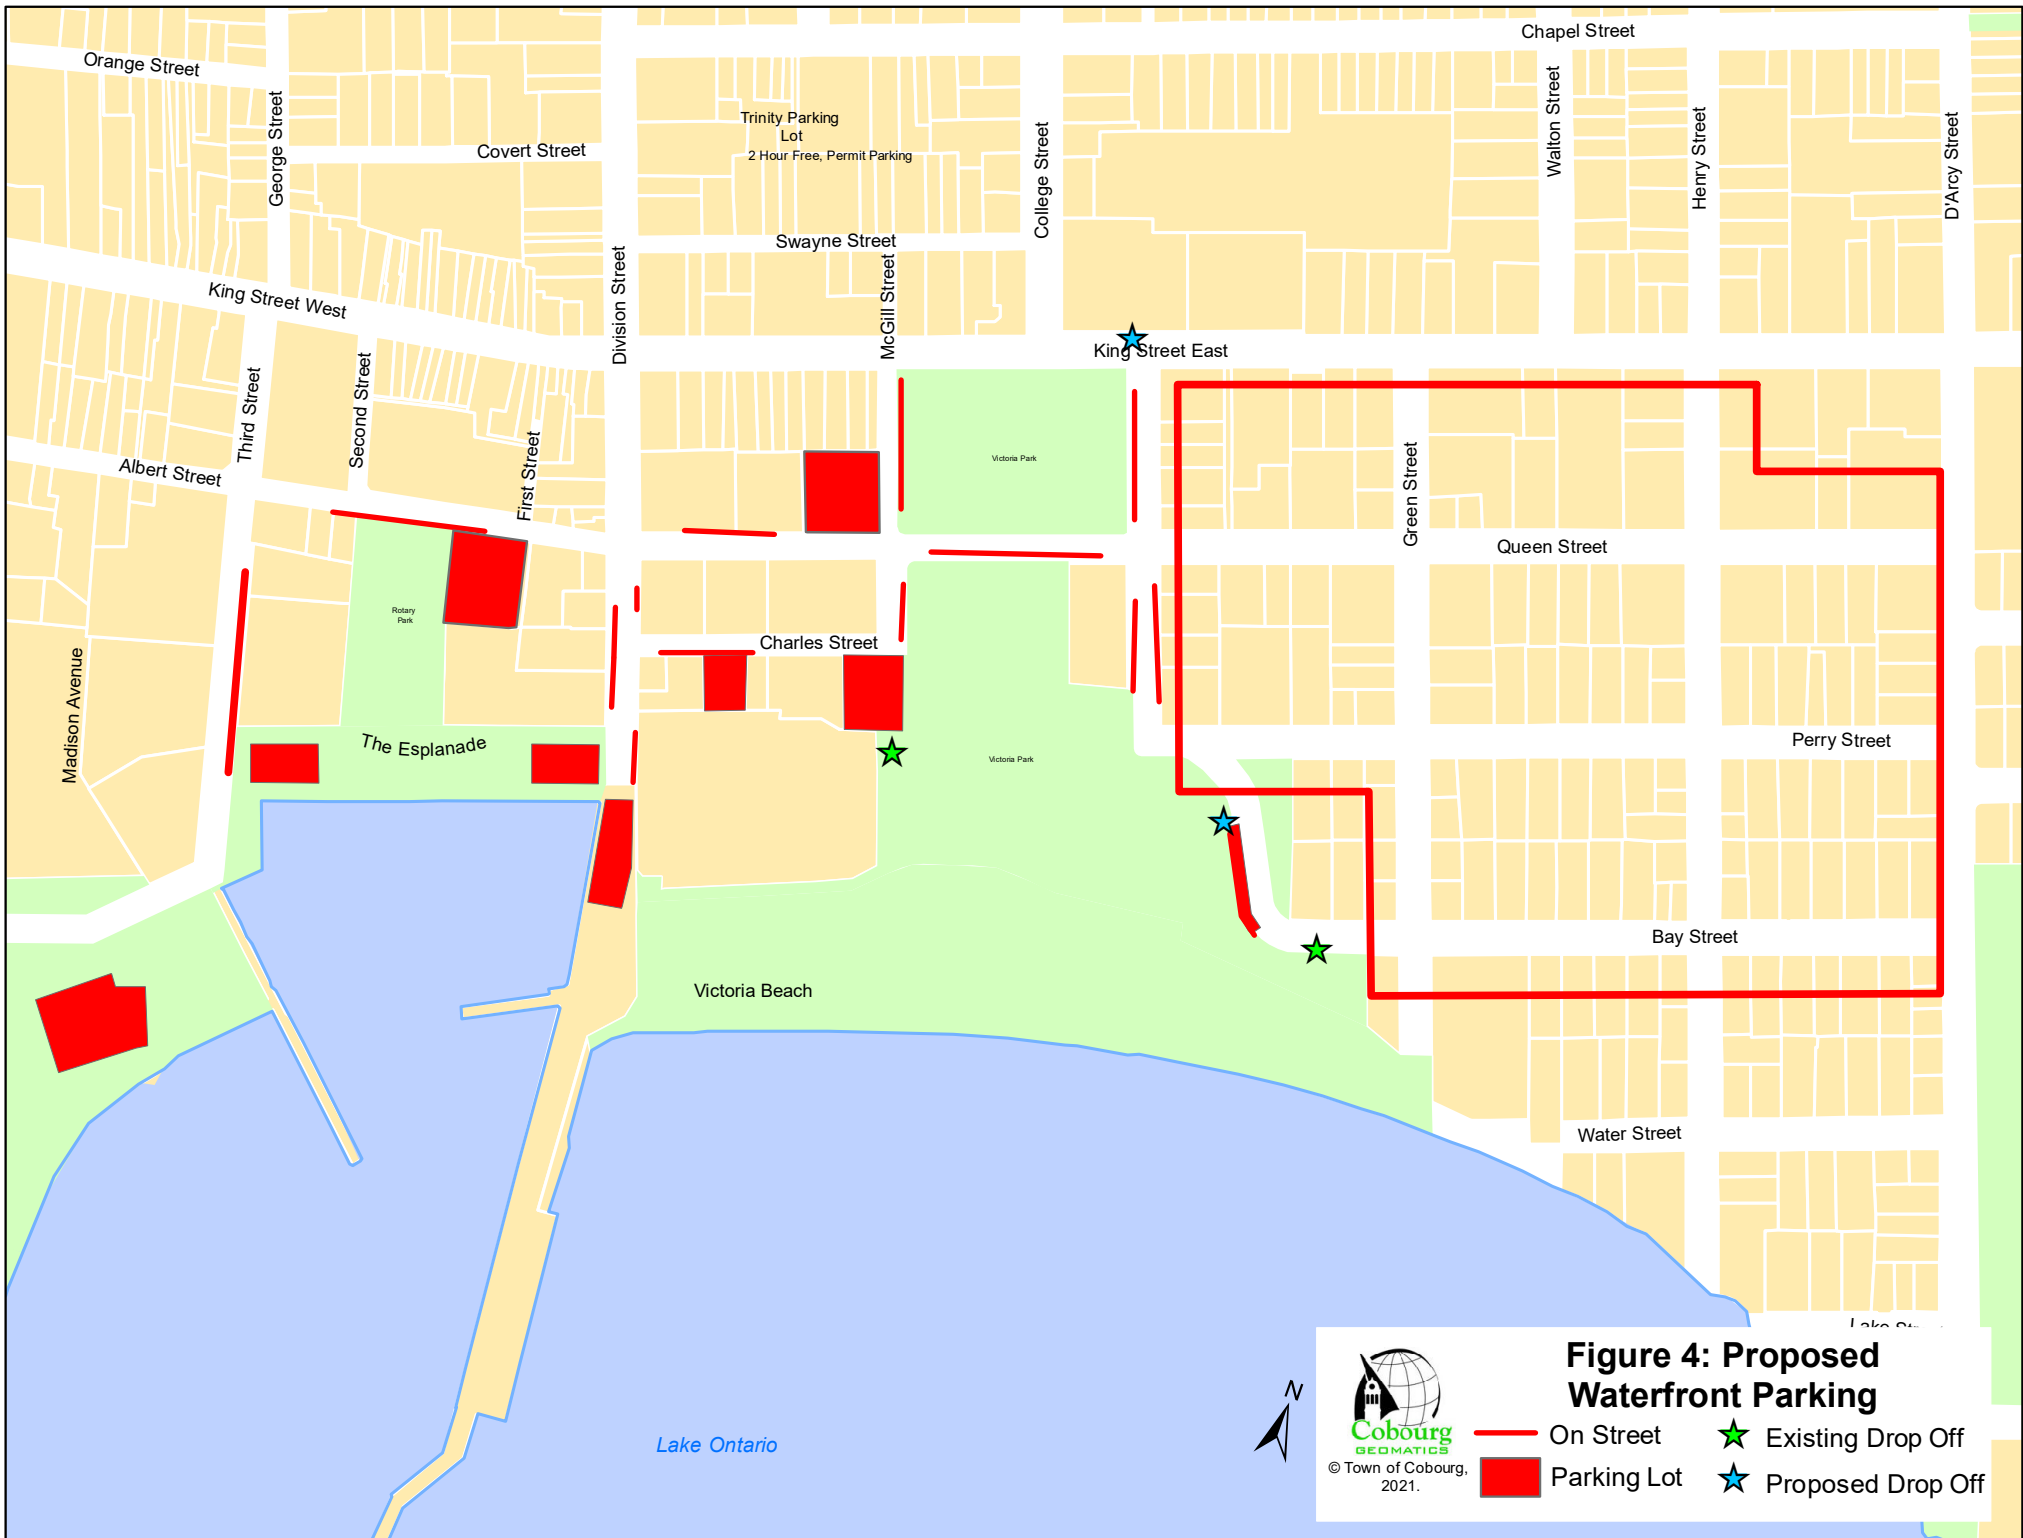 Chapel Street
Orange Street
George Street
Covert Street
Trinity Parking
Lot
2 Hour Free, Permit Parking
College Street
Walton Street
Henry Street
D'Arcy Street
Swayne Street
Division Street
McGill Street
King Street West
King Street East
Third Street
Second Street
First Street
Albert Street
Victoria Park
Green Street
Queen Street
Rotary
Park
Charles Street
Madison Avenue
The Esplanade
Victoria Park
Perry Street
Bay Street
Victoria Beach
Water Street
Lake
Lake Ontario
N
Figure 4: Proposed
Waterfront Parking
Cobourg
GEOMATICS
© Town of Cobourg,
2021.
On Street
Existing Drop Off
Parking Lot
Proposed Drop Off